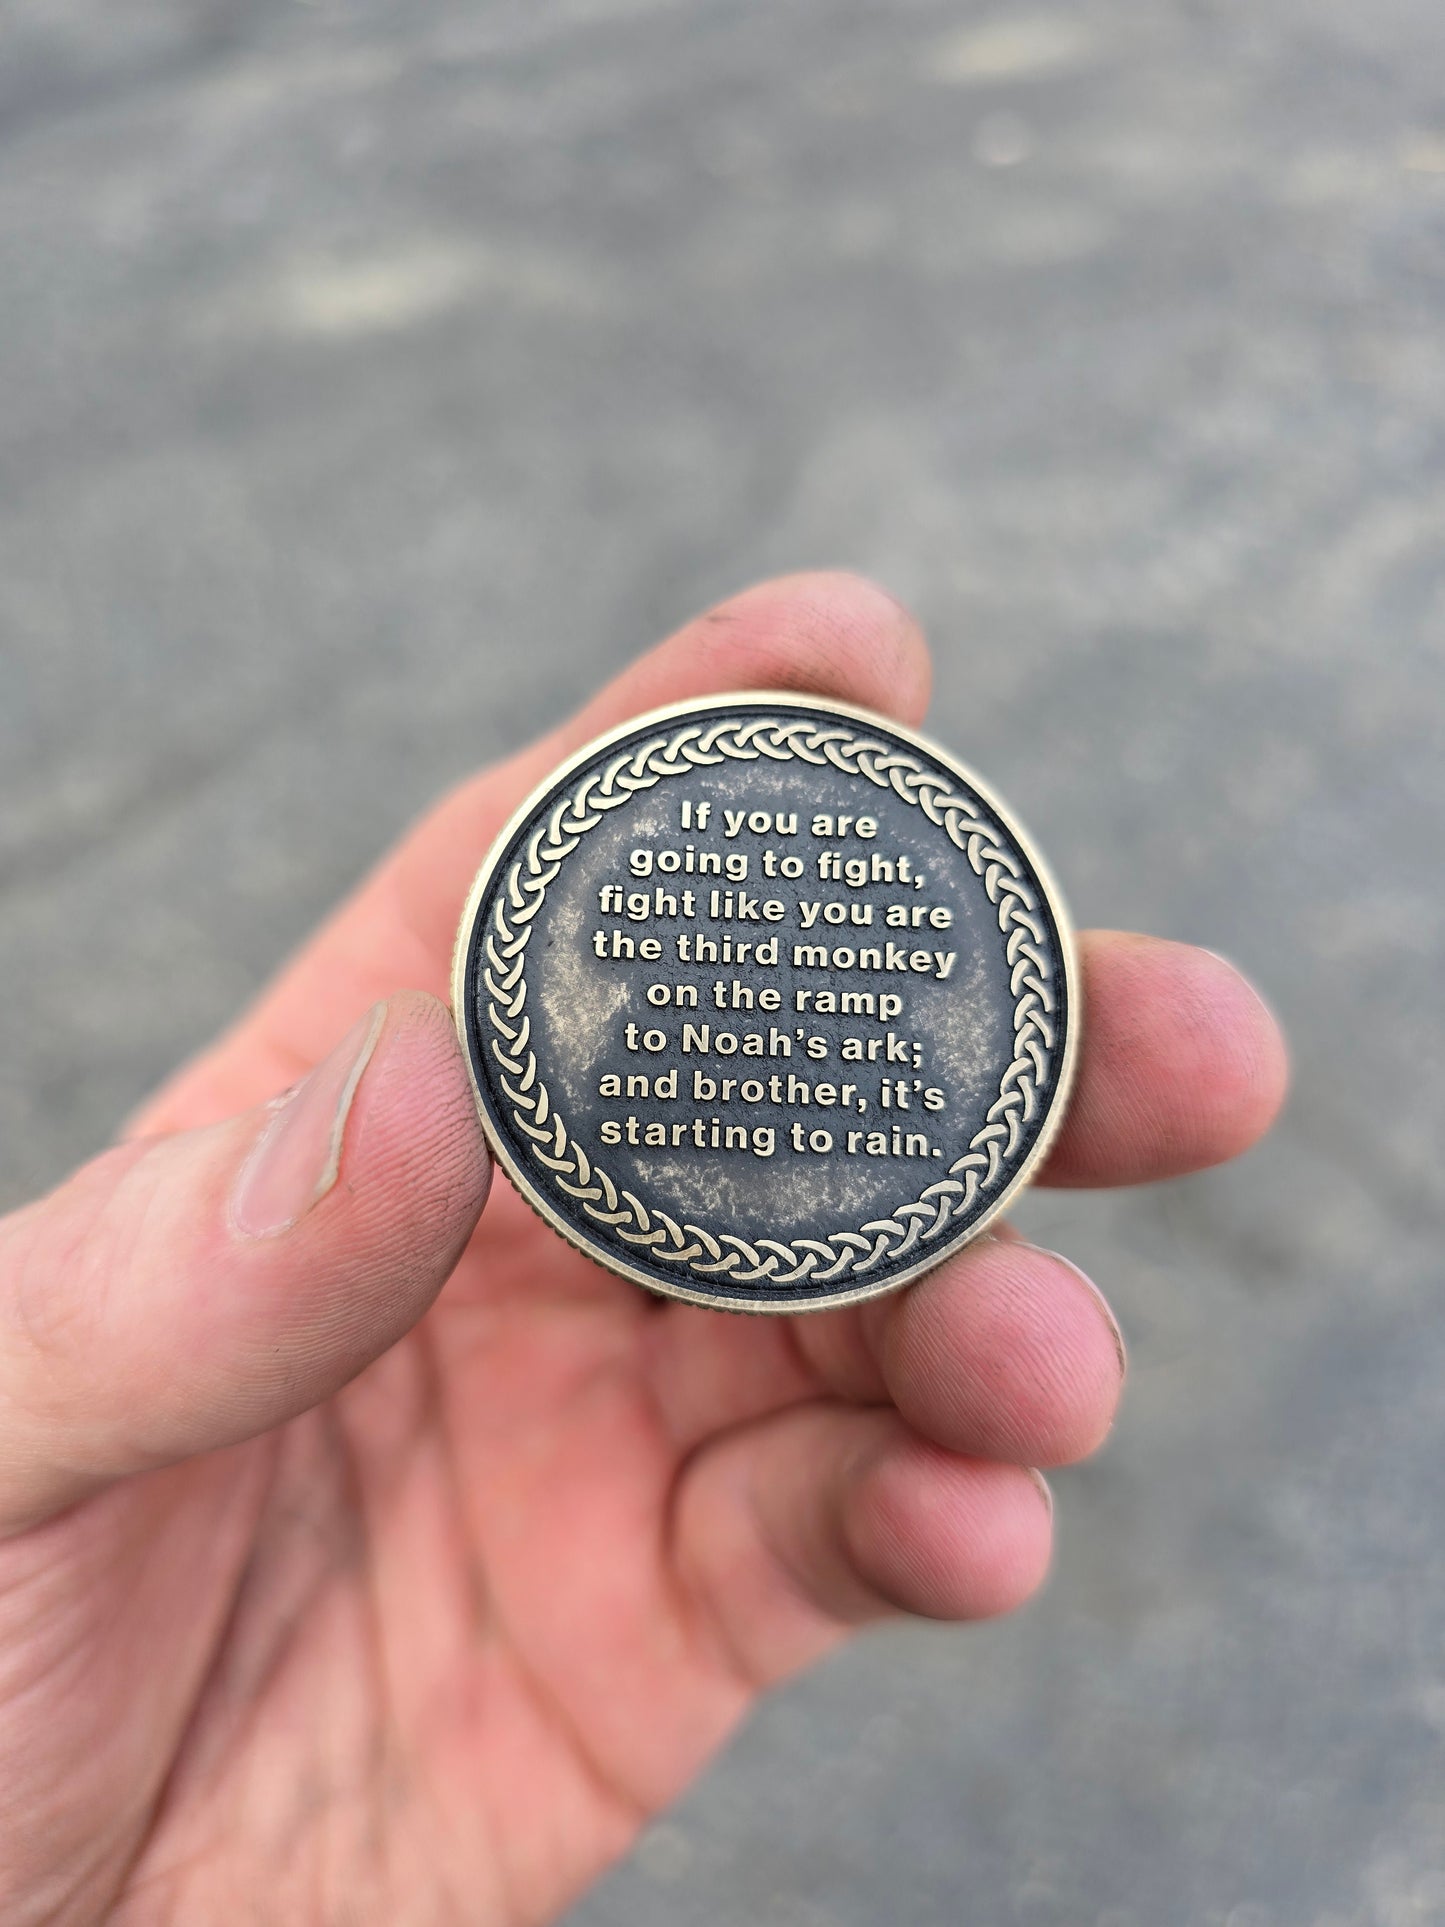 If you are
going to fight,
fight like you are
the third monkey
on the ramp
to Noah’s ark;
and brother, it’s
starting to rain.